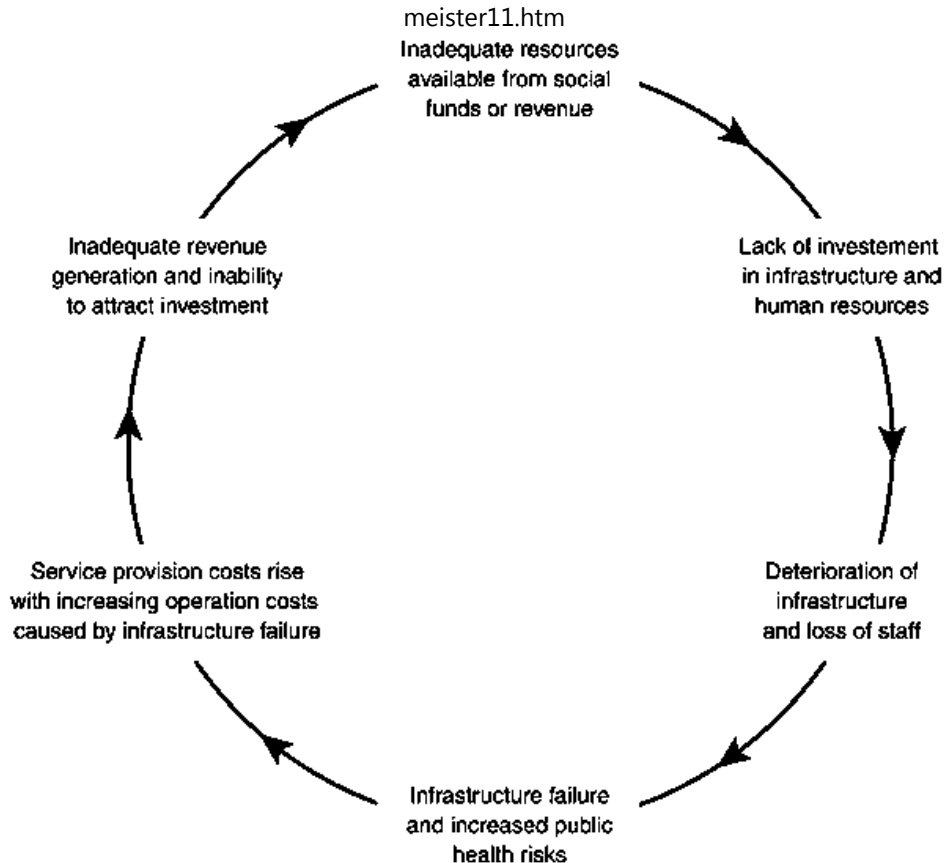 meister11.htm
Inadequate resources
available from social
funds or revenue
Lack of investement
in infrastructure and
human resources
Deterioration of
infrastructure
and loss of staff
Infrastructure failure
and increased public
health risks
Service provision costs rise
with increasing operation costs
caused by infrastructure failure
Inadequate revenue
generation and inability
to attract investment